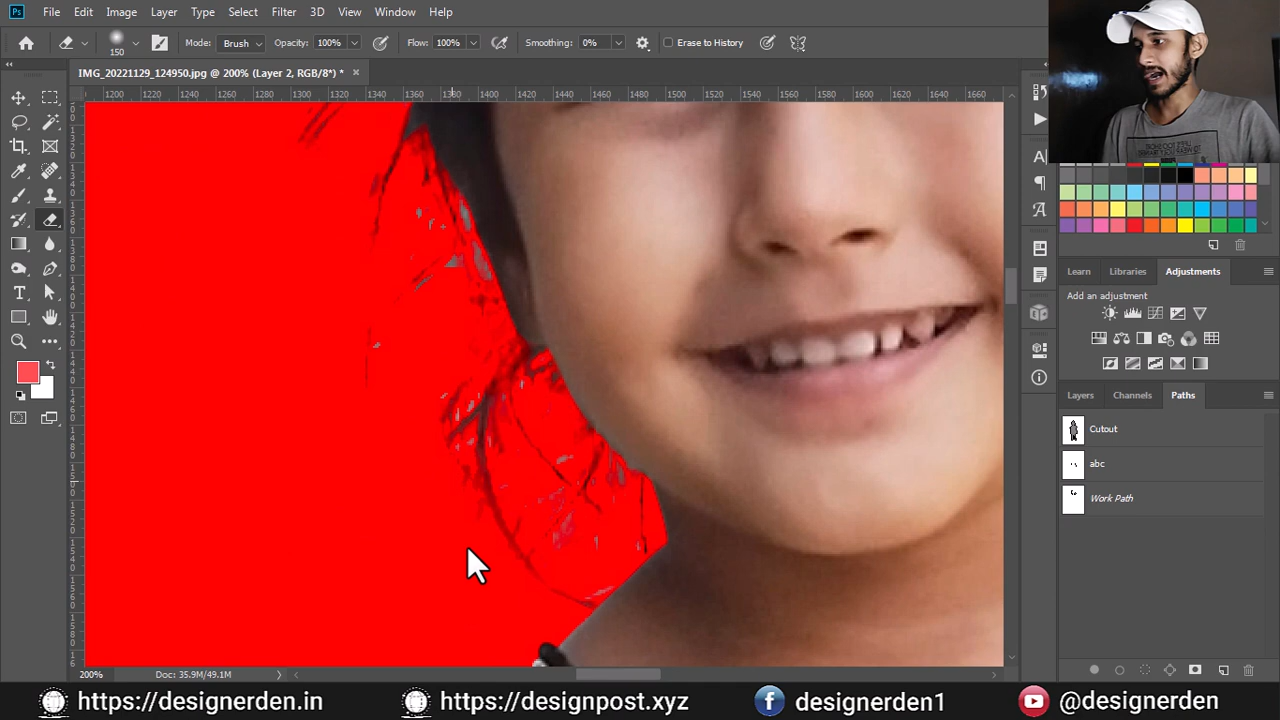 Ps File Edit Image Layer Type Select Filter 3D View Window Help
150 Mode: Brush Opacity: 100% Flow: 100% Smoothing: 0% Erase to History
IMG_20221129_124950.jpg @ 200% (Layer 2, RGB/8*) * ×
1200 1220 1240 1260 1280 1300 1320 1340 1360 1380 1400 1420 1440 1460 1480 1500 1520 1540 1560 1580 1600 1620 1640 1660
Learn Libraries Adjustments
Add an adjustment
Layers Channels Paths
Cutout
abc
Work Path
200% Doc: 35.9M/49.1M
https://designerden.in https://designpost.xyz designerden1 @designerden